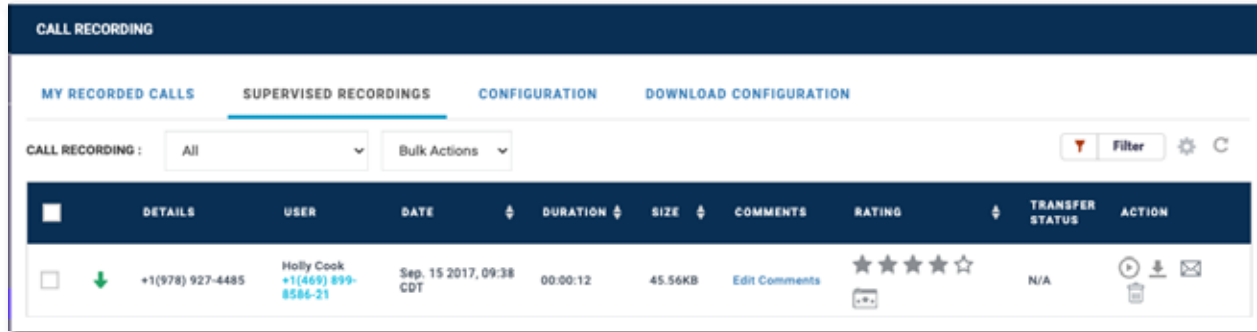 CALL RECORDING
MY RECORDED CALLS SUPERVISED RECORDINGS CONFIGURATION DOWNLOAD CONFIGURATION
CALL RECORDING : All Bulk Actions Filter
DETAILS USER DATE DURATION SIZE COMMENTS RATING TRANSFER STATUS ACTION
+1(978) 927-4485 Holly Cook Sep. 15 2017, 09:38 CDT 00:00:12 45.56KB Edit Comments N/A
+1(469) 899-
8586-21